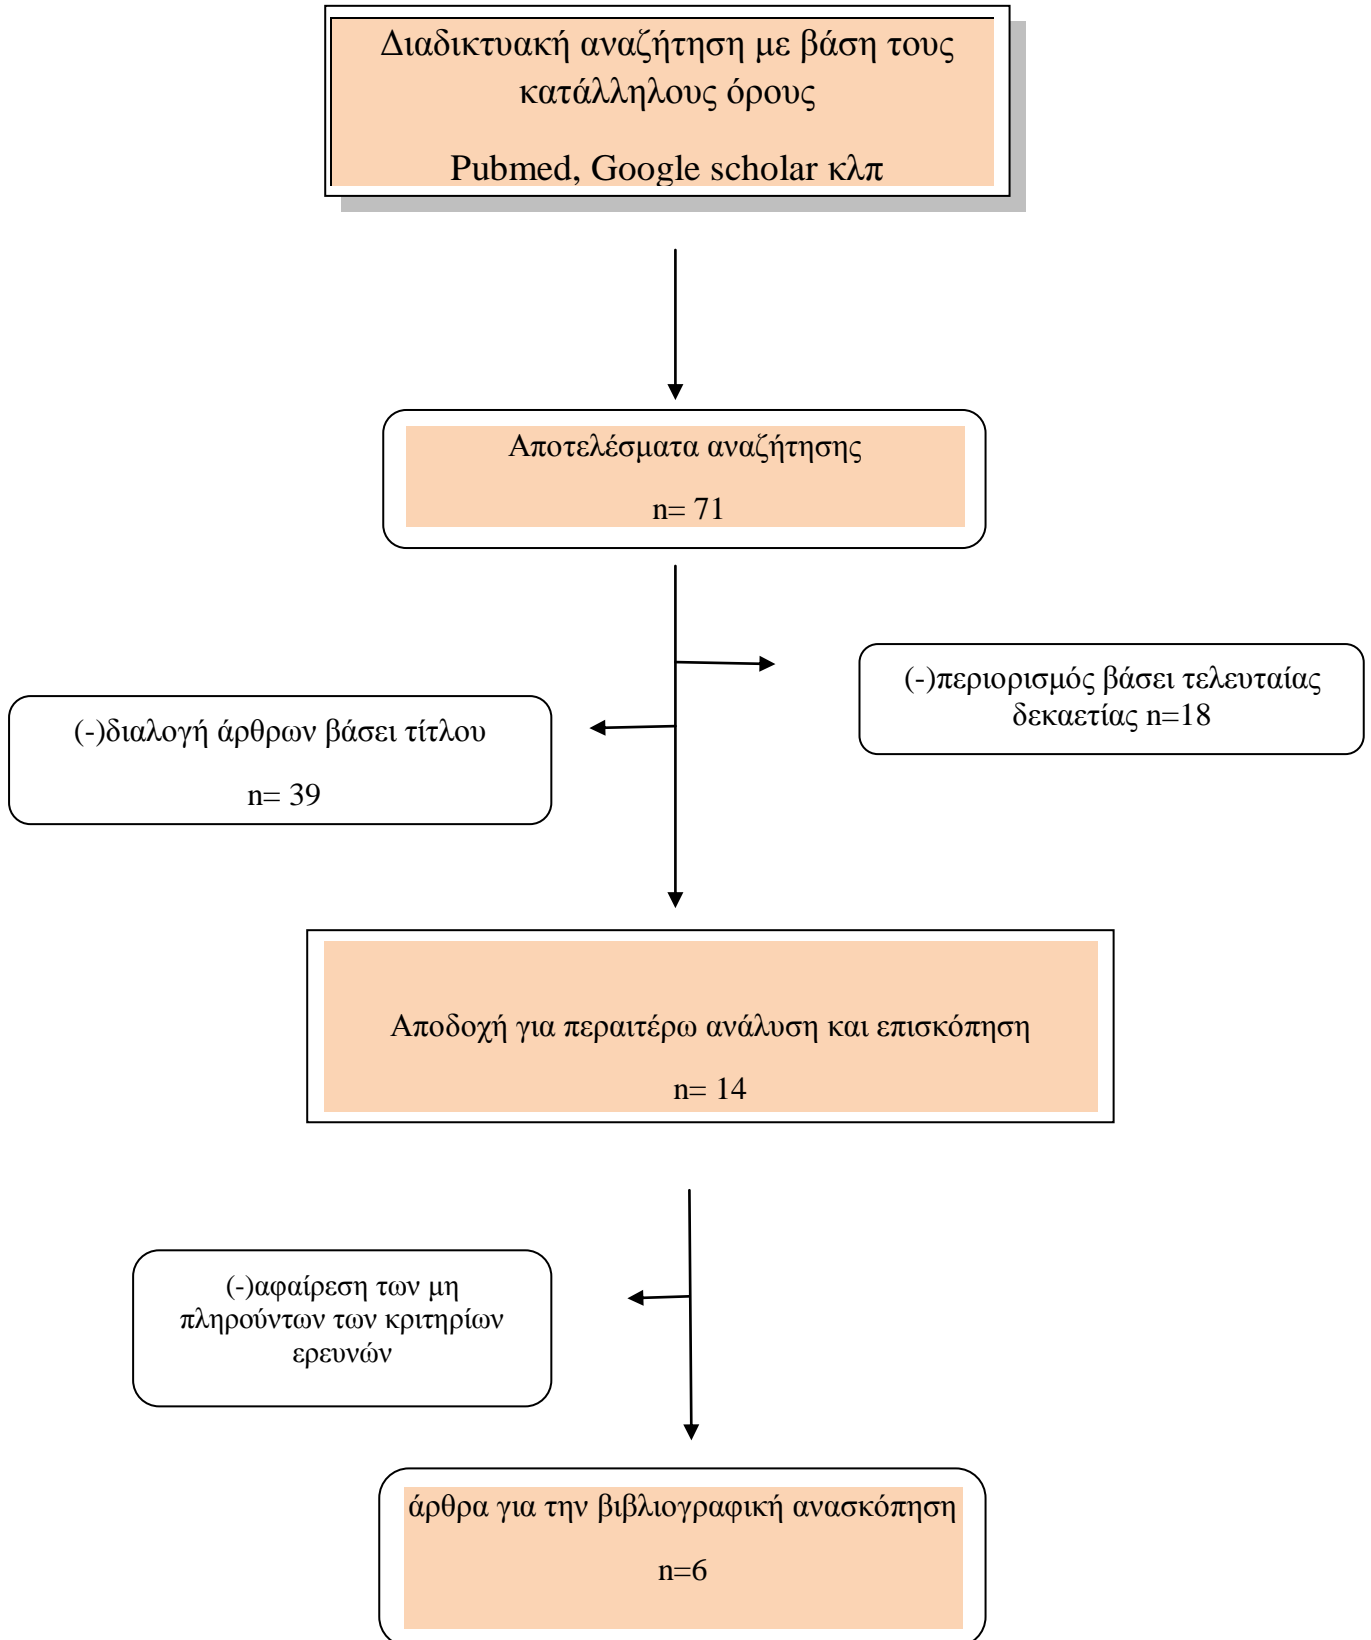 Διαδικτυακή αναζήτηση με βάση τους
κατάλληλους όρους
Pubmed, Google scholar κλπ
Αποτελέσματα αναζήτησης
n= 71
(-)περιορισμός βάσει τελευταίας
δεκαετίας n=18
(-)διαλογή άρθρων βάσει τίτλου
n= 39
Αποδοχή για περαιτέρω ανάλυση και επισκόπηση
n= 14
(-)αφαίρεση των μη
πληρούντων των κριτηρίων
ερευνών
άρθρα για την βιβλιογραφική ανασκόπηση
n=6